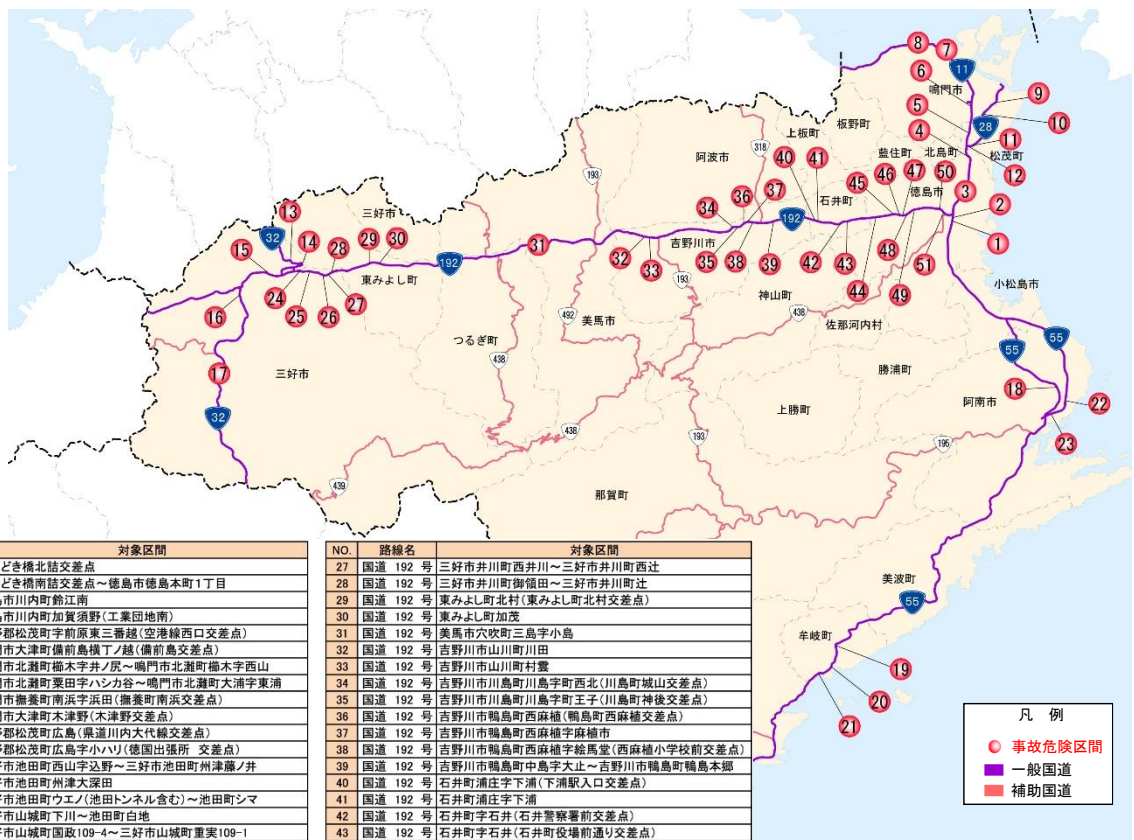 8
7
11
6
鳴門市
9
5
10
板野町
28
上板町
4
11
松茂町
阿波市
318
40
41
藍住町
北島町
12
193
45
46
47
50
石井町
徳島市
3
36
37
2
13
三好市
34
192
32
14
28
29
30
31
吉野川市
48
1
15
192
32
33
35
38
39
42
43
51
東みよし町
193
44
49
24
小松島市
25
26
27
神山町
16
492
美馬市
438
佐那河内村
つるぎ町
55
438
55
勝浦町
17
三好市
18
阿南市
22
上勝町
32
23
438
193
195
439
那賀町
美波町
55
牟岐町
19
20
21
対象区間
どき橋北詰交差点
どき橋南詰交差点~徳島市徳島本町1丁目
市川内町鈴江南
市川内町加賀須野(工業団地南)
郡松茂町字前原東三番越(空港線西口交差点)
市大津町備前島横丁ノ越(備前島交差点)
市北灘町櫛木字井ノ尻~鳴門市北灘町櫛木字西山
市北灘町粟田字ハシカ谷~鳴門市北灘町大浦字東浦
市撫養町南浜字浜田(撫養町南浜交差点)
市大津町木津野(木津野交差点)
郡松茂町広島(県道川内大代線交差点)
郡松茂町広島字小ハリ(徳国出張所 交差点)
市池田町西山字込野~三好市池田町州津藤ノ井
市池田町州津大深田
市池田町ウエノ(池田トンネル含む)~池田町シマ
市山城町下川~池田町白地
市山城町国政109-4~三好市山城町重実109-1
NO. 路線名 対象区間
27 国道 192 号 三好市井川町西井川~三好市井川町西辻
28 国道 192 号 三好市井川町御領田~三好市井川町辻
29 国道 192 号 東みよし町北村(東みよし町北村交差点)
30 国道 192 号 東みよし町加茂
31 国道 192 号 美馬市穴吹町三島字小島
32 国道 192 号 吉野川市山川町川田
33 国道 192 号 吉野川市山川町村雲
34 国道 192 号 吉野川市川島町川島字町西北(川島町城山交差点)
35 国道 192 号 吉野川市川島町川島字町王子(川島町神後交差点)
36 国道 192 号 吉野川市鴨島町西麻植(鴨島町西麻植交差点)
37 国道 192 号 吉野川市鴨島町西麻植字麻植市
38 国道 192 号 吉野川市鴨島町西麻植字絵馬堂(西麻植小学校前交差点)
39 国道 192 号 吉野川市鴨島町中島字大止~吉野川市鴨島町鴨島本郷
40 国道 192 号 石井町浦庄字下浦(下浦駅入口交差点)
41 国道 192 号 石井町浦庄字下浦
42 国道 192 号 石井町字石井(石井警察署前交差点)
43 国道 192 号 石井町字石井(石井町役場前通り交差点)
凡 例
事故危険区間
一般国道
補助国道